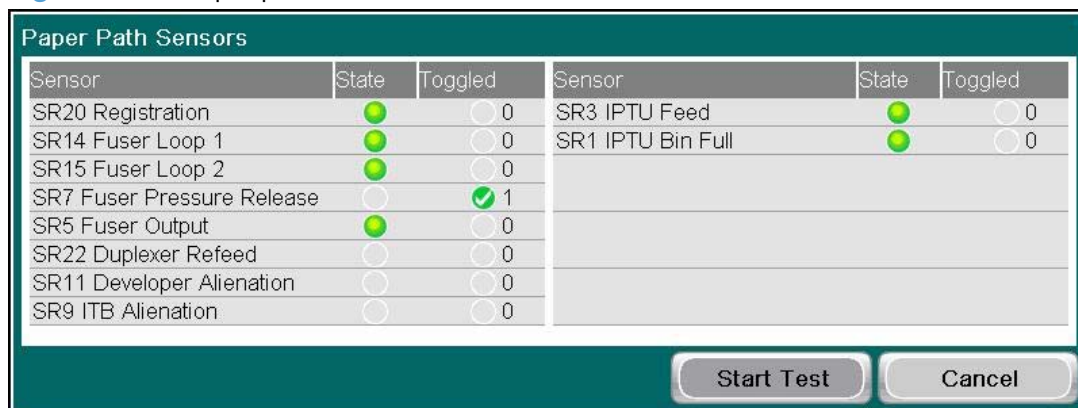 Paper Path Sensors
Sensor State Toggled
SR20 Registration 0
SR14 Fuser Loop 1 0
SR15 Fuser Loop 2 0
SR7 Fuser Pressure Release 1
SR5 Fuser Output 0
SR22 Duplexer Refeed 0
SR11 Developer Alienation 0
SR9 ITB Alienation 0
Sensor State Toggled
SR3 IPTU Feed 0
SR1 IPTU Bin Full 0
Start Test Cancel